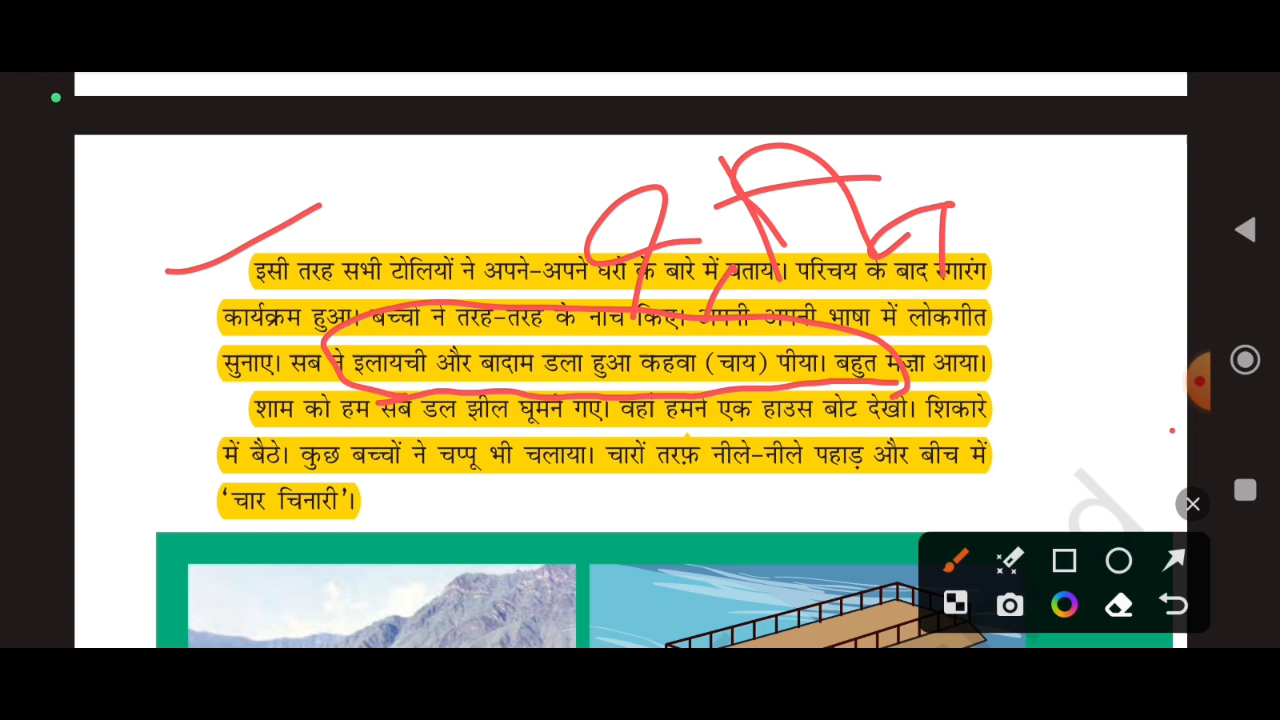 इसी तरह सभी टोलियों ने अपने-अपने घरों के बारे में बताया। परिचय के बाद रंगारंग
कार्यक्रम हुआ। बच्चों ने तरह-तरह के नाच किए। अपनी अपनी भाषा में लोकगीत
सुनाए। सब ने इलायची और बादाम डला हुआ कहवा (चाय) पीया। बहुत मज़ा आया।
शाम को हम सब डल झील घूमने गए। वहाँ हमने एक हाउस बोट देखी। शिकारे
में बैठे। कुछ बच्चों ने चप्पू भी चलाया। चारों तरफ़ नीले-नीले पहाड़ और बीच में
‘चार चिनारी’।